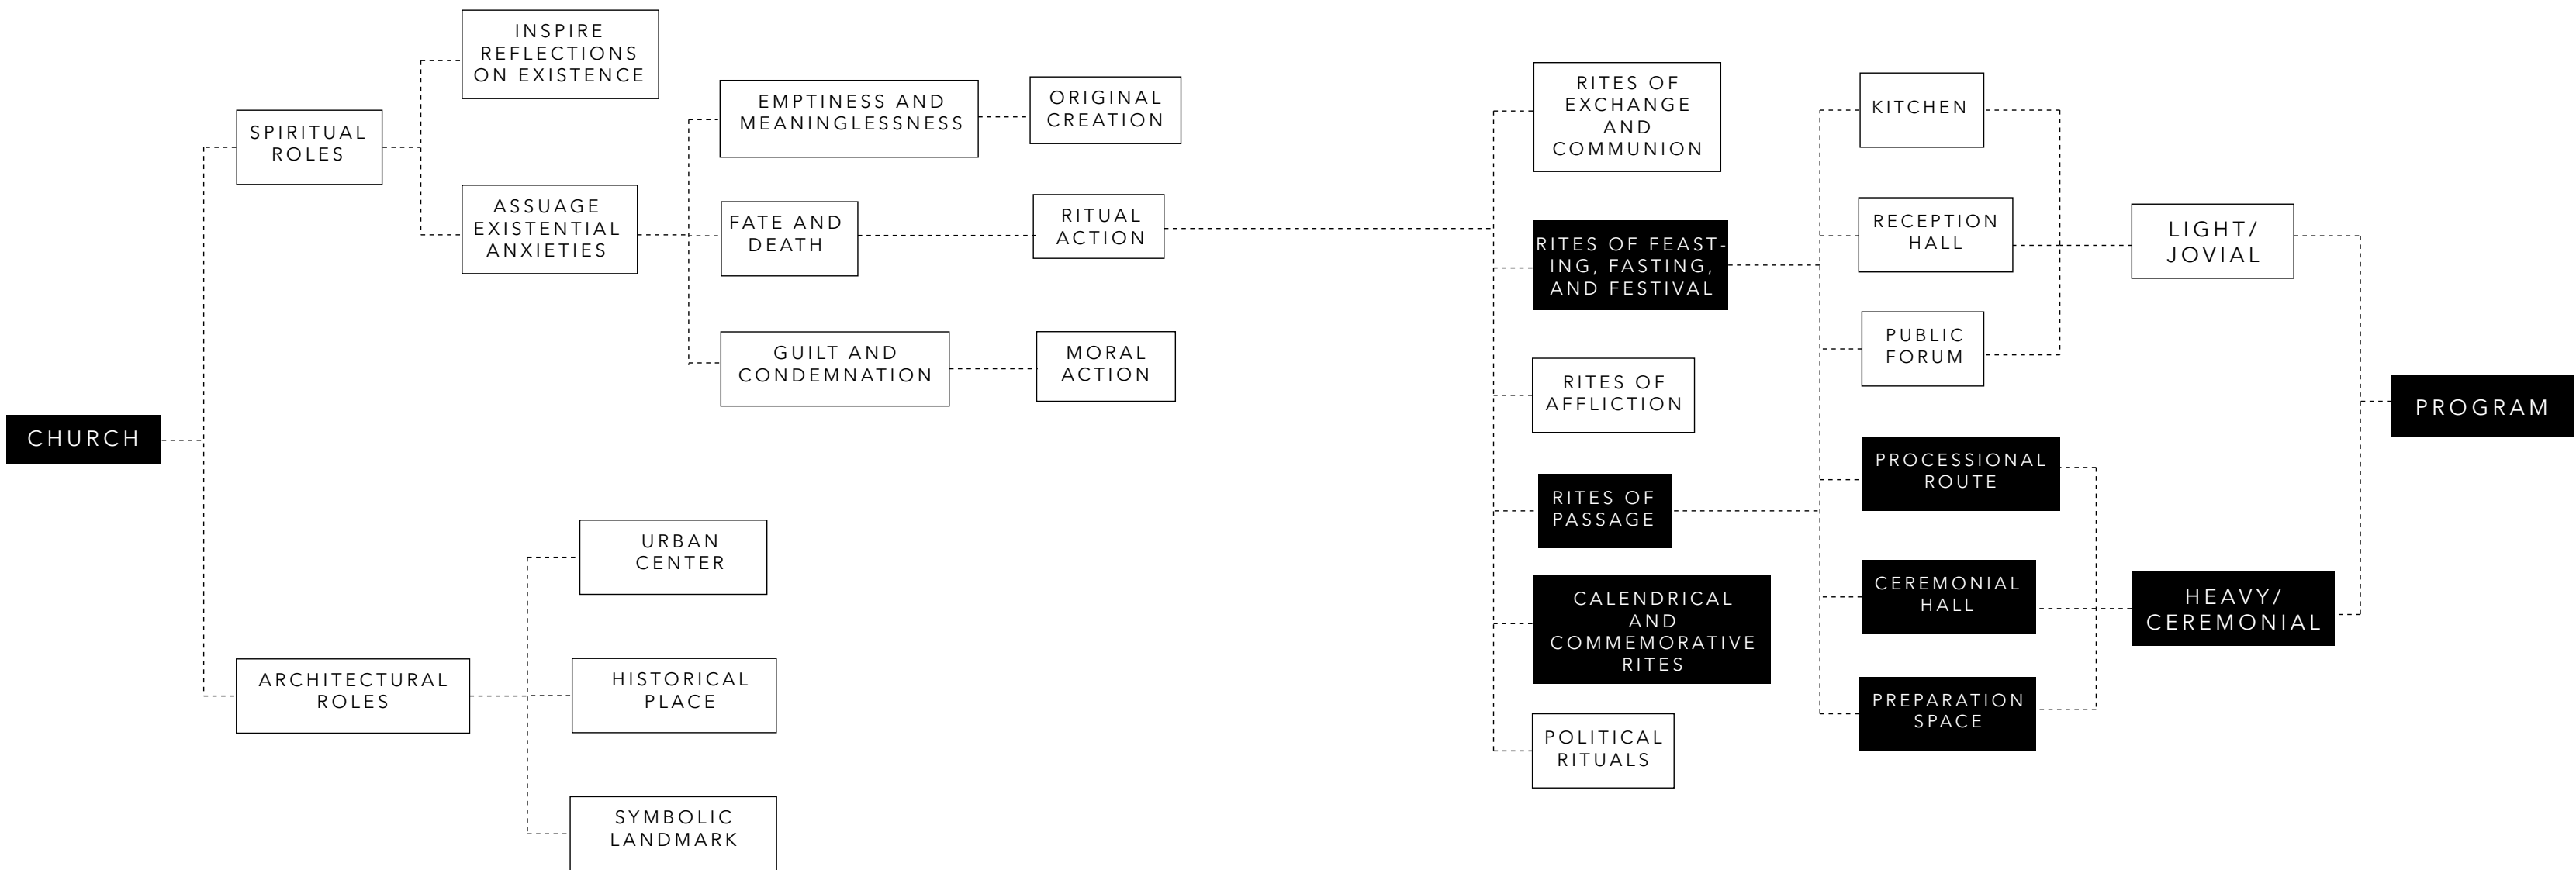 CHURCH
SPIRITUAL
ROLES
ARCHITECTURAL
ROLES
INSPIRE
REFLECTIONS
ON EXISTENCE
ASSUAGE
EXISTENTIAL
ANXIETIES
URBAN
CENTER
HISTORICAL
PLACE
SYMBOLIC
LANDMARK
EMPTINESS AND
MEANINGLESSNESS
FATE AND
DEATH
GUILT AND
CONDEMNATION
ORIGINAL
CREATION
RITUAL
ACTION
MORAL
ACTION
RITES OF
EXCHANGE
AND
COMMUNION
RITES OF FEAST-
ING, FASTING,
AND FESTIVAL
RITES OF
AFFLICTION
RITES OF
PASSAGE
CALENDRICAL
AND
COMMEMORATIVE
RITES
POLITICAL
RITUALS
KITCHEN
RECEPTION
HALL
PUBLIC
FORUM
PROCESSIONAL
ROUTE
CEREMONIAL
HALL
PREPARATION
SPACE
LIGHT/
JOVIAL
HEAVY/
CEREMONIAL
PROGRAM